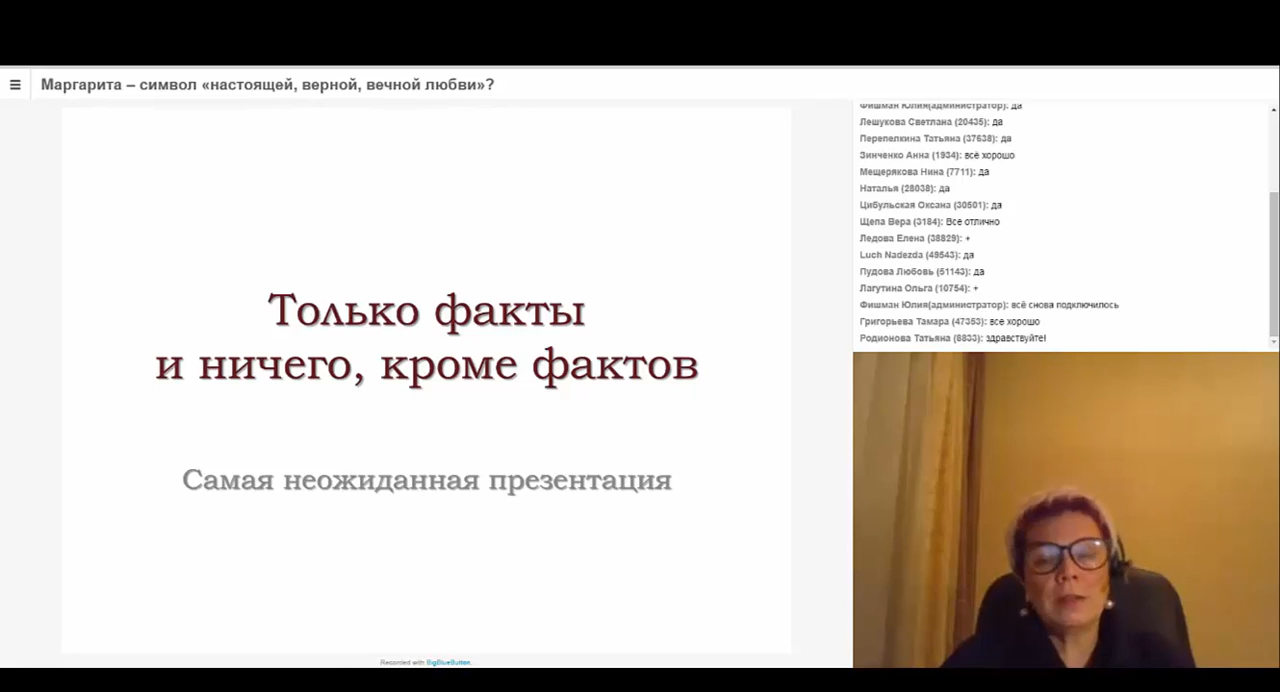 Маргарита – символ «настоящей, верной, вечной любви»?
Только факты
и ничего, кроме фактов
Самая неожиданная презентация
Recorded with BigBlueButton.
Фишман Юлия(администратор): да
Лешукова Светлана (20435): да
Перепелкина Татьяна (37638): да
Зинченко Анна (1934): всё хорошо
Мещерякова Нина (7711): да
Наталья (28038): да
Цибульская Оксана (30501): да
Щепа Вера (3184): Все отлично
Ледова Елена (38829): +
Luch Nadezda (49543): да
Пудова Любовь (51143): да
Лагутина Ольга (10754): +
Фишман Юлия(администратор): всё снова подключилось
Григорьева Тамара (47353): все хорошо
Родионова Татьяна (8833): здравствуйте!